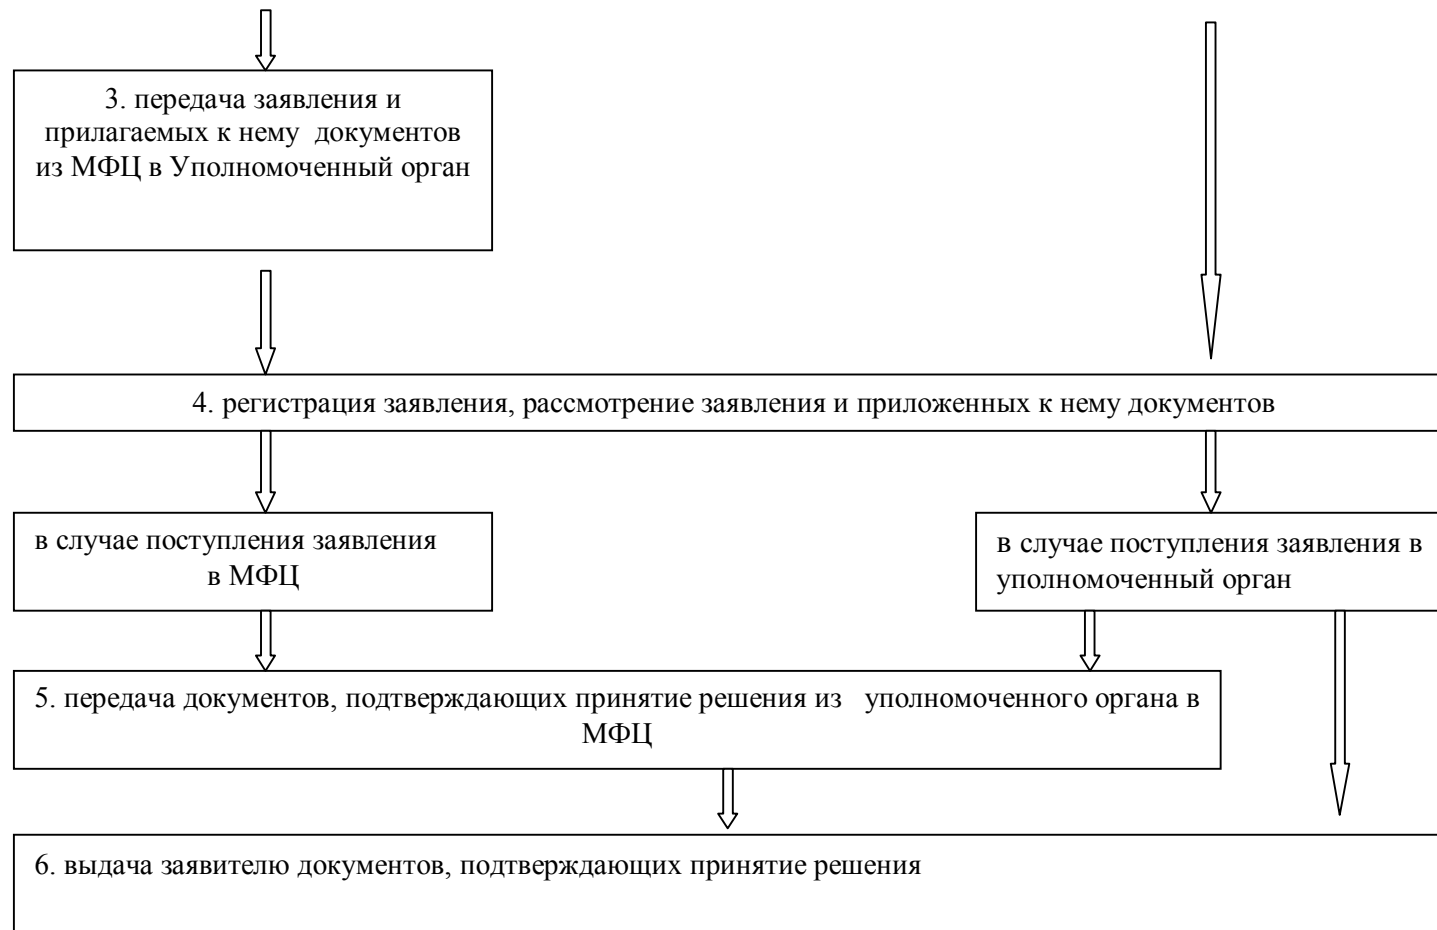 3. передача заявления и
прилагаемых к нему документов
из МФЦ в Уполномоченный орган
4. регистрация заявления, рассмотрение заявления и приложенных к нему документов
в случае поступления заявления
в МФЦ
в случае поступления заявления в
уполномоченный орган
5. передача документов, подтверждающих принятие решения из уполномоченного органа в
МФЦ
6. выдача заявителю документов, подтверждающих принятие решения